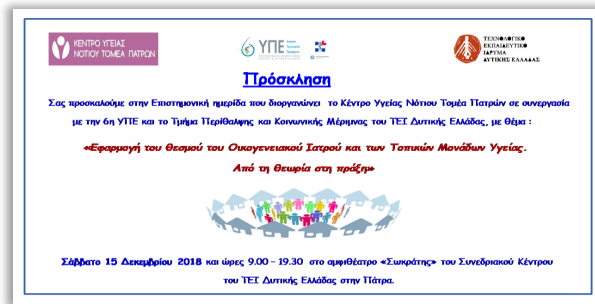 ΚΕΝΤΡΟ ΥΓΕΙΑΣ
ΝΟΤΙΟΥ ΤΟΜΕΑ ΠΑΤΡΩΝ
6 ΥΠΕ
ΤΕΧΝΟΛΟΓΙΚΟ
ΕΚΠΑΙΔΕΥΤΙΚΟ
ΙΔΡΥΜΑ
ΔΥΤΙΚΗΣ ΕΛΛΑΔΑΣ
Πρόσκληση
Σας προσκαλούμε στην Επιστημονική ημερίδα που διοργανώνει το Κέντρο Υγείας Νότιου Τομέα Πατρών σε συνεργασία
με την 6η ΥΠΕ και το Τμήμα Περίθαλψης και Κοινωνικής Μέριμνας του ΤΕΙ Δυτικής Ελλάδας, με θέμα :
«Εφαρμογή του θεσμού του Οικογενειακού Ιατρού και των Τοπικών Μονάδων Υγείας.
Από τη θεωρία στη πράξη»
Σάββατο 15 Δεκεμβρίου 2018 και ώρες 9.00 - 19.30 στο αμφιθέατρο «Σωκράτης» του Συνεδριακού Κέντρου
του ΤΕΙ Δυτικής Ελλάδας στην Πάτρα.